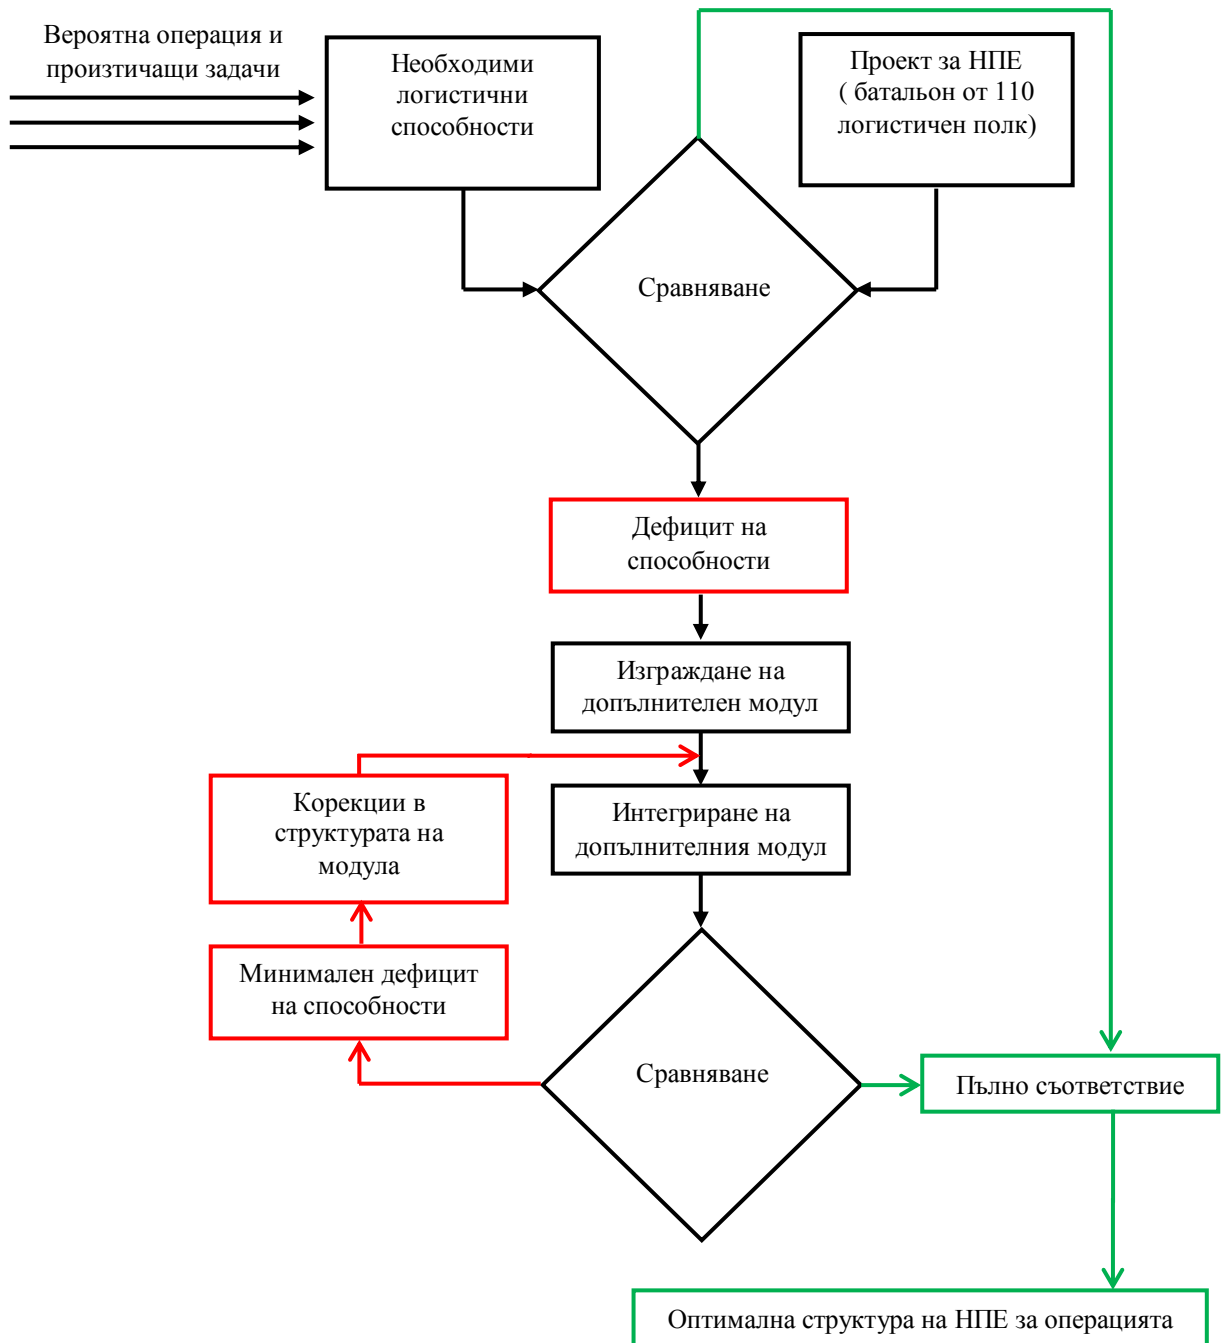 Вероятна операция и
произтичащи задачи
Необходими
логистични
способности
Проект за НПЕ
( батальон от 110
логистичен полк)
Сравняване
Дефицит на
способности
Изграждане на
допълнителен модул
Корекции в
структурата на
модула
Интегриране на
допълнителния модул
Минимален дефицит
на способности
Сравняване
Пълно съответствие
Оптимална структура на НПЕ за операцията